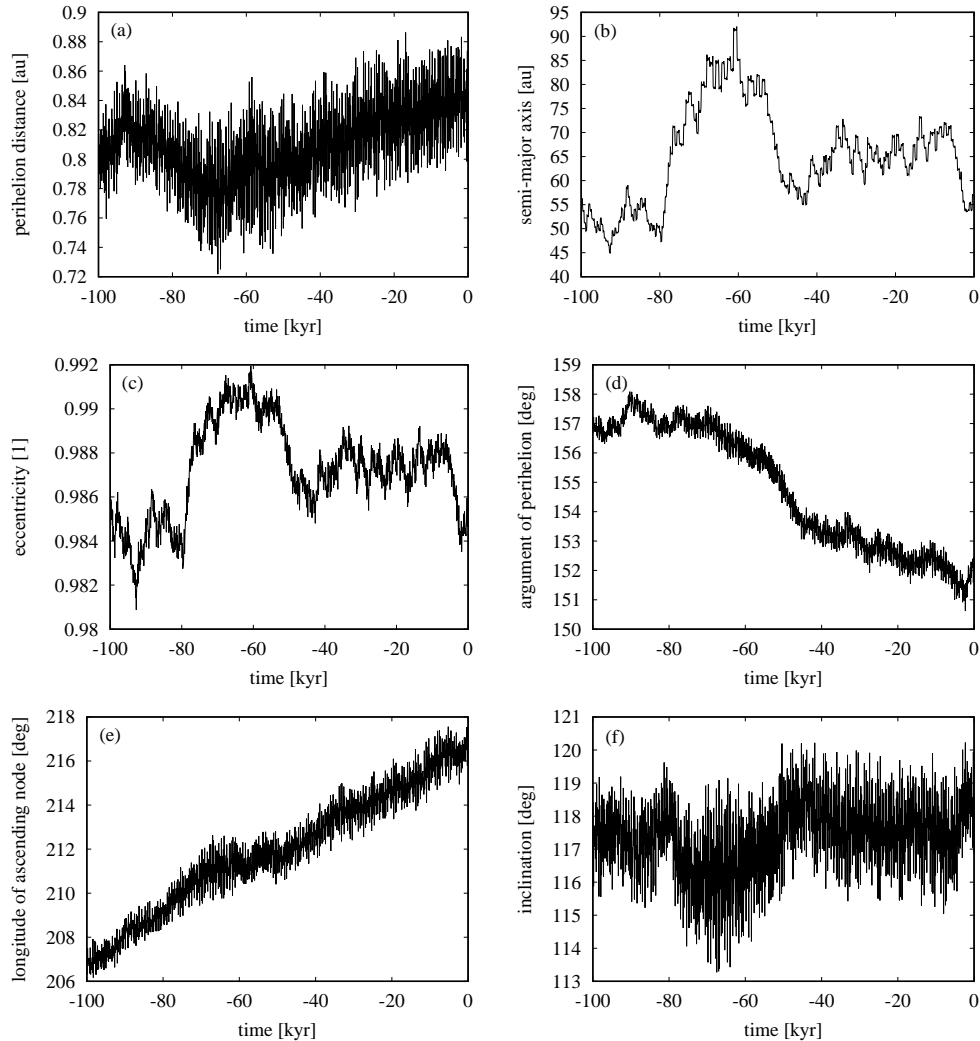 (a)
perihelion distance [au]
0.9
0.88
0.86
0.84
0.82
0.8
0.78
0.76
0.74
0.72
-100 -80 -60 -40 -20 0
time [kyr]
(b)
semi-major axis [au]
95
90
85
80
75
70
65
60
55
50
45
40
-100 -80 -60 -40 -20 0
time [kyr]
(c)
eccentricity [1]
0.992
0.99
0.988
0.986
0.984
0.982
0.98
-100 -80 -60 -40 -20 0
time [kyr]
(d)
argument of perihelion [deg]
159
158
157
156
155
154
153
152
151
150
-100 -80 -60 -40 -20 0
time [kyr]
(e)
longitude of ascending node [deg]
218
216
214
212
210
208
206
-100 -80 -60 -40 -20 0
time [kyr]
(f)
inclination [deg]
121
120
119
118
117
116
115
114
113
-100 -80 -60 -40 -20 0
time [kyr]